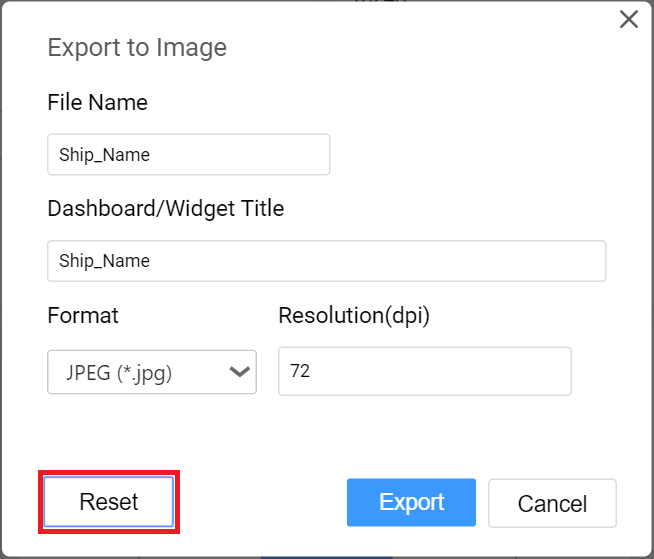 Export to Image
File Name
Ship_Name
Dashboard/Widget Title
Ship_Name
Format
Resolution(dpi)
JPEG (*.jpg)
72
Reset
Export
Cancel